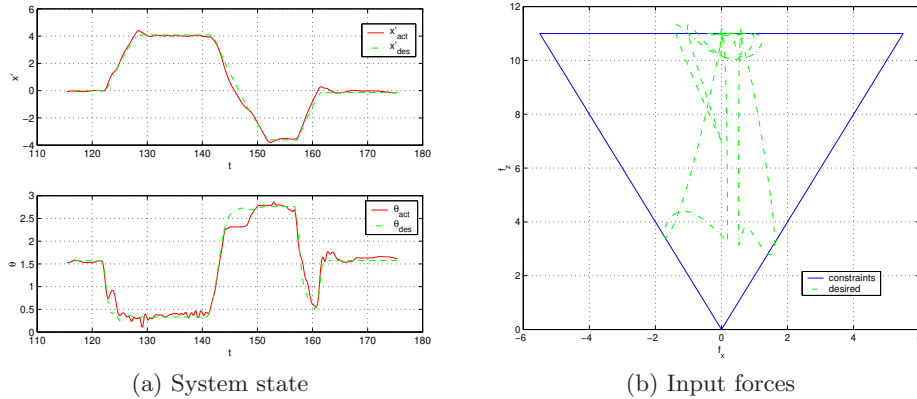 4
2
0
−2
−4
110 120 130 140 150 160 170 180
x'
t
x'act
x'des
3
2.5
2
1.5
1
0.5
0
110 120 130 140 150 160 170 180
θ
t
θact
θdes
(a) System state
12
10
8
6
4
2
0
−6 −4 −2 0 2 4 6
fz
fx
constraints
desired
(b) Input forces